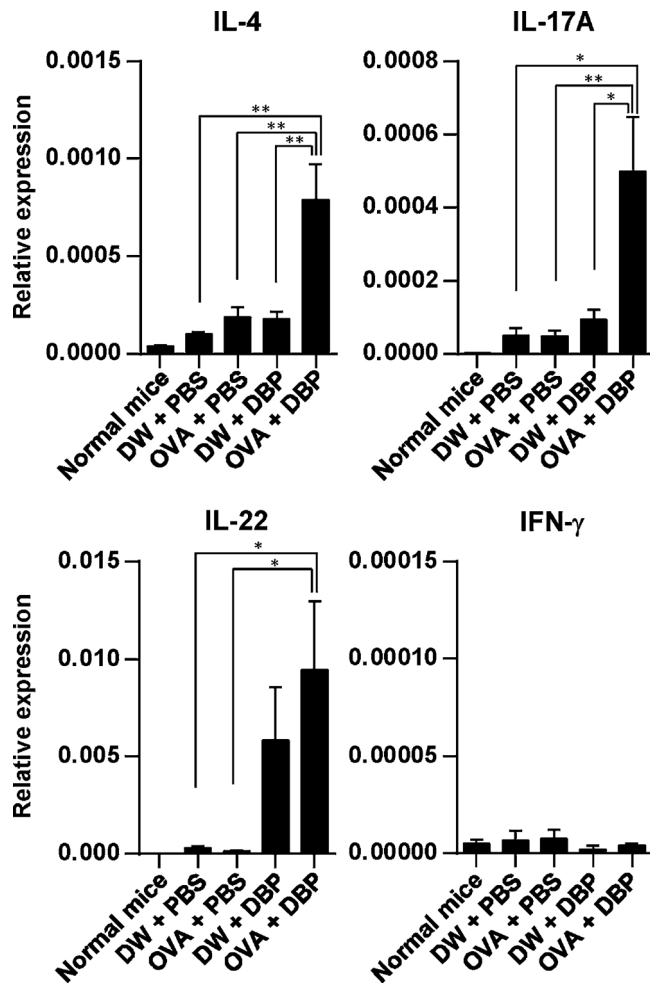 IL-4
Relative expression
0.0015
0.0010
0.0005
0.0000
**
**
**
Normal mice
DW + PBS
OVA + PBS
DW + DBP
OVA + DBP
IL-17A
0.0008
0.0006
0.0004
0.0002
0.0000
*
**
*
Normal mice
DW + PBS
OVA + PBS
DW + DBP
OVA + DBP
IL-22
Relative expression
0.015
0.010
0.005
0.000
*
*
Normal mice
DW + PBS
OVA + PBS
DW + DBP
OVA + DBP
IFN-γ
0.00015
0.00010
0.00005
0.00000
Normal mice
DW + PBS
OVA + PBS
DW + DBP
OVA + DBP